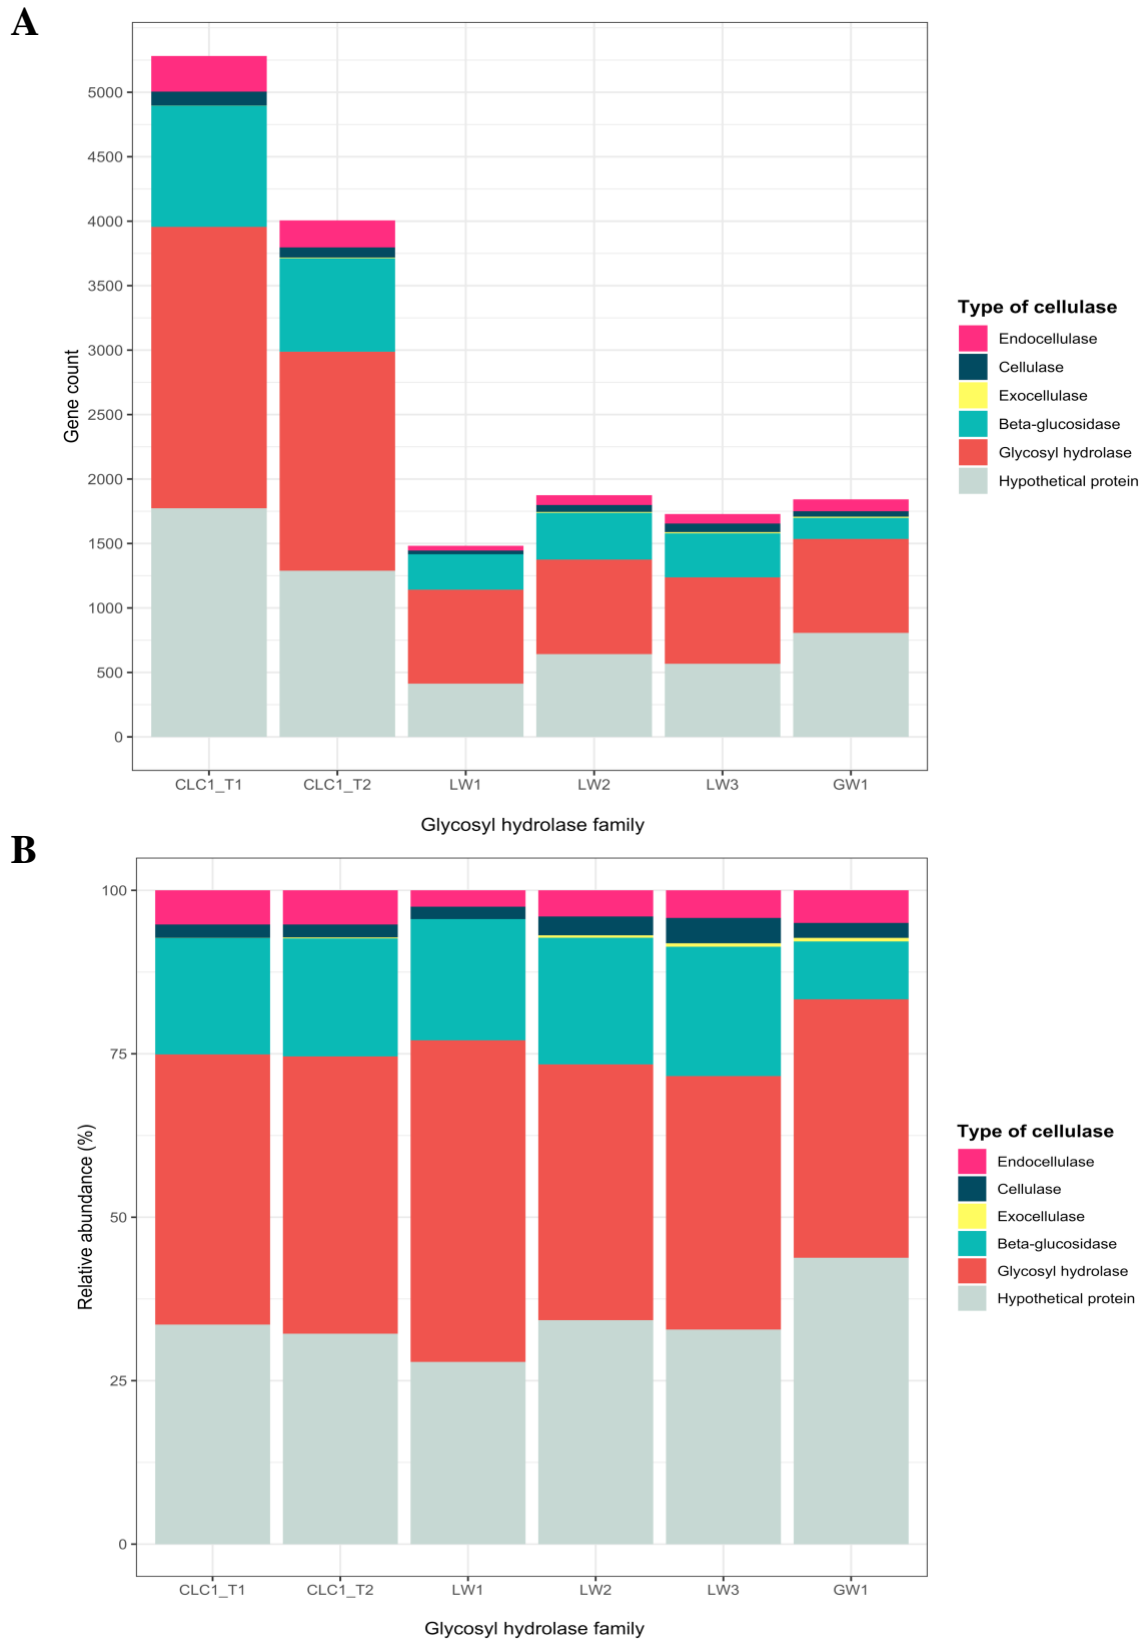 A
5000
4500
4000
3500
3000
2500
2000
1500
1000
500
0
Gene count
CLC1_T1 CLC1_T2 LW1 LW2 LW3 GW1
Glycosyl hydrolase family
Type of cellulase
Endocellulase
Cellulase
Exocellulase
Beta-glucosidase
Glycosyl hydrolase
Hypothetical protein
B
100
75
50
25
0
Relative abundance (%)
CLC1_T1 CLC1_T2 LW1 LW2 LW3 GW1
Glycosyl hydrolase family
Type of cellulase
Endocellulase
Cellulase
Exocellulase
Beta-glucosidase
Glycosyl hydrolase
Hypothetical protein